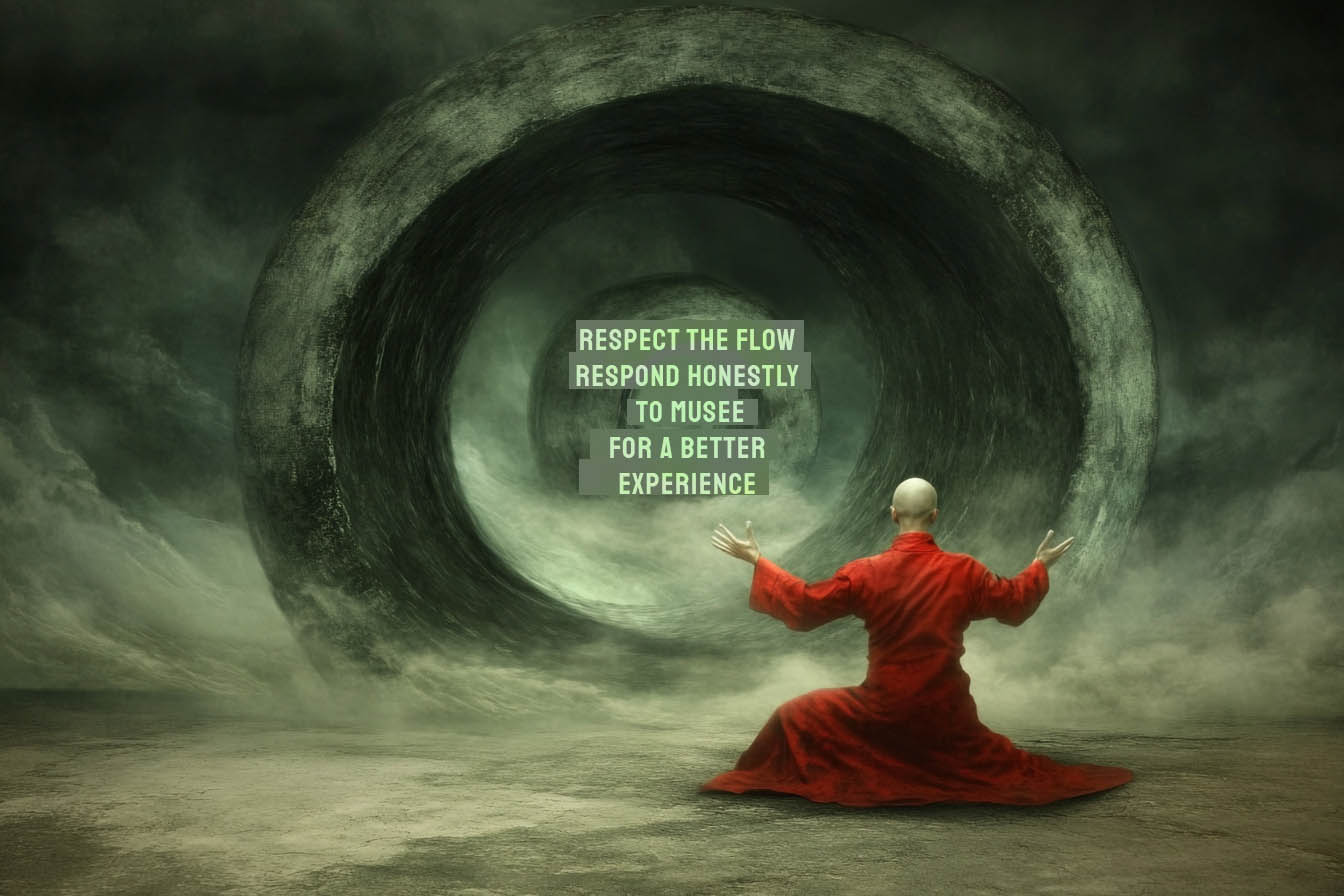 RESPECT THE FLOW
RESPOND HONESTLY
TO MUSEE
FOR A BETTER
EXPERIENCE